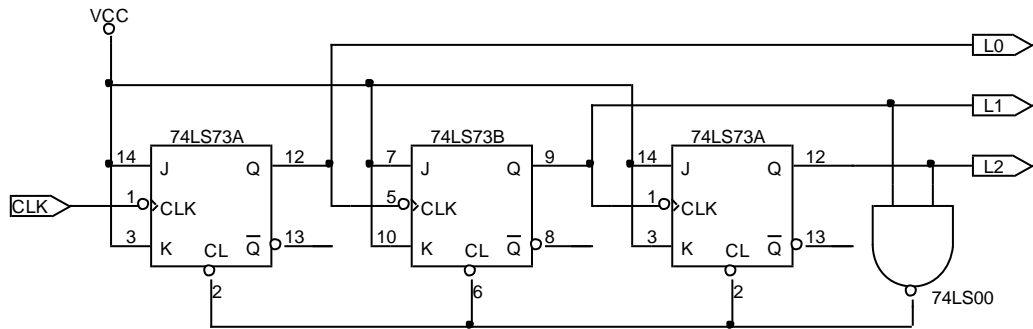 VCC
L0
L1
74LS73A 74LS73B 74LS73A
14 J Q 12 7 J Q 9 14 J Q 12 L2
CLK 1 CLK 5 CLK 1 CLK
3 K CL Q 13 10 K CL Q 8 3 K CL Q 13
2 6 2 74LS00